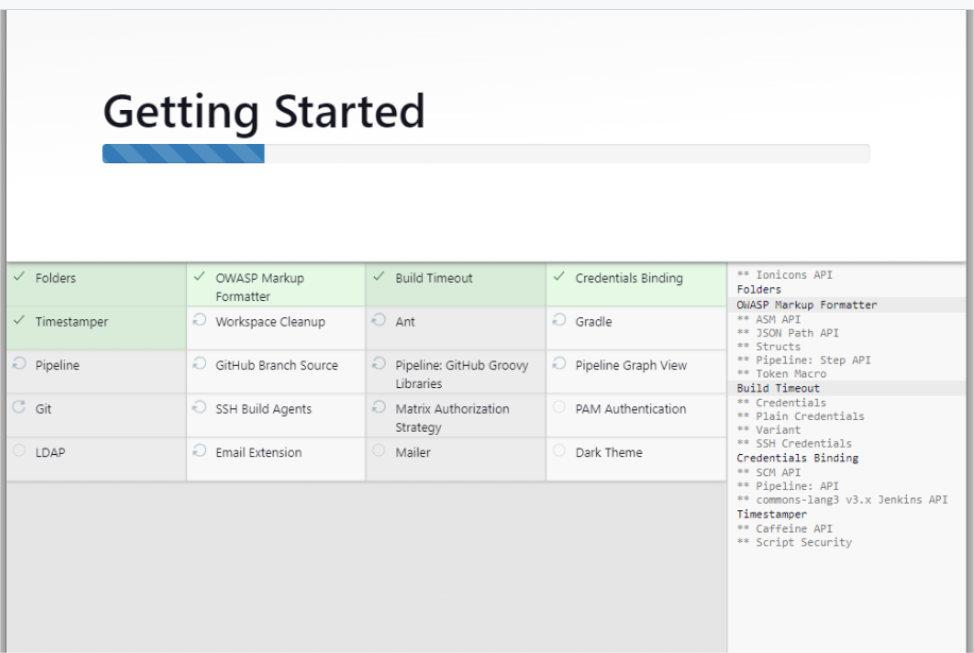 Getting Started
Folders
OWASP Markup
Formatter
Build Timeout
Credentials Binding
Timestamper
Workspace Cleanup
Ant
Gradle
Pipeline
GitHub Branch Source
Pipeline: GitHub Groovy
Libraries
Pipeline Graph View
Git
SSH Build Agents
Matrix Authorization
Strategy
PAM Authentication
LDAP
Email Extension
Mailer
Dark Theme
** Ionicons API
Folders
OWASP Markup Formatter
** ASM API
** JSON Path API
** Structs
** Pipeline: Step API
** Token Macro
Build Timeout
** Credentials
** Plain Credentials
** Variant
** SSH Credentials
Credentials Binding
** SCM API
** Pipeline: API
** commons-lang3 v3.x Jenkins API
Timestamper
** Caffeine API
** Script Security